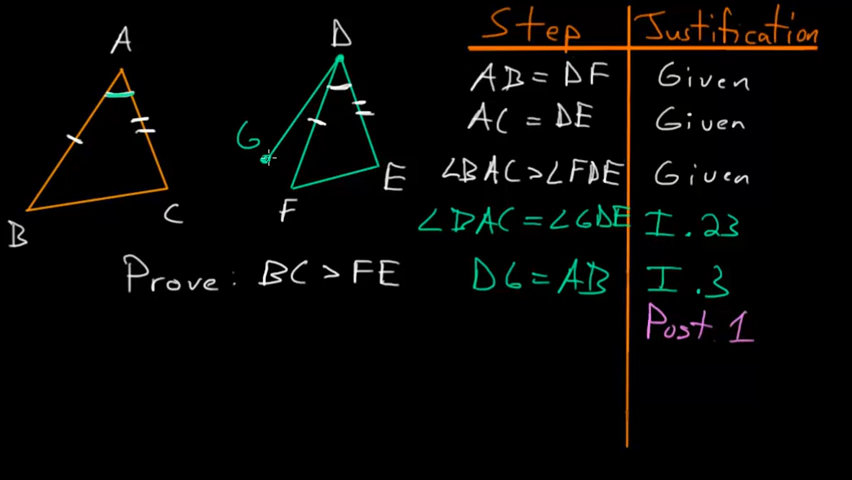 A
B
C
D
G
F
E
Prove: BC > FE
Step Justification
AB = DF Given
AC = DE Given
∠BAC > ∠FDE Given
∠BAC = ∠GDE I.23
DG = AB I.3
Post. 1